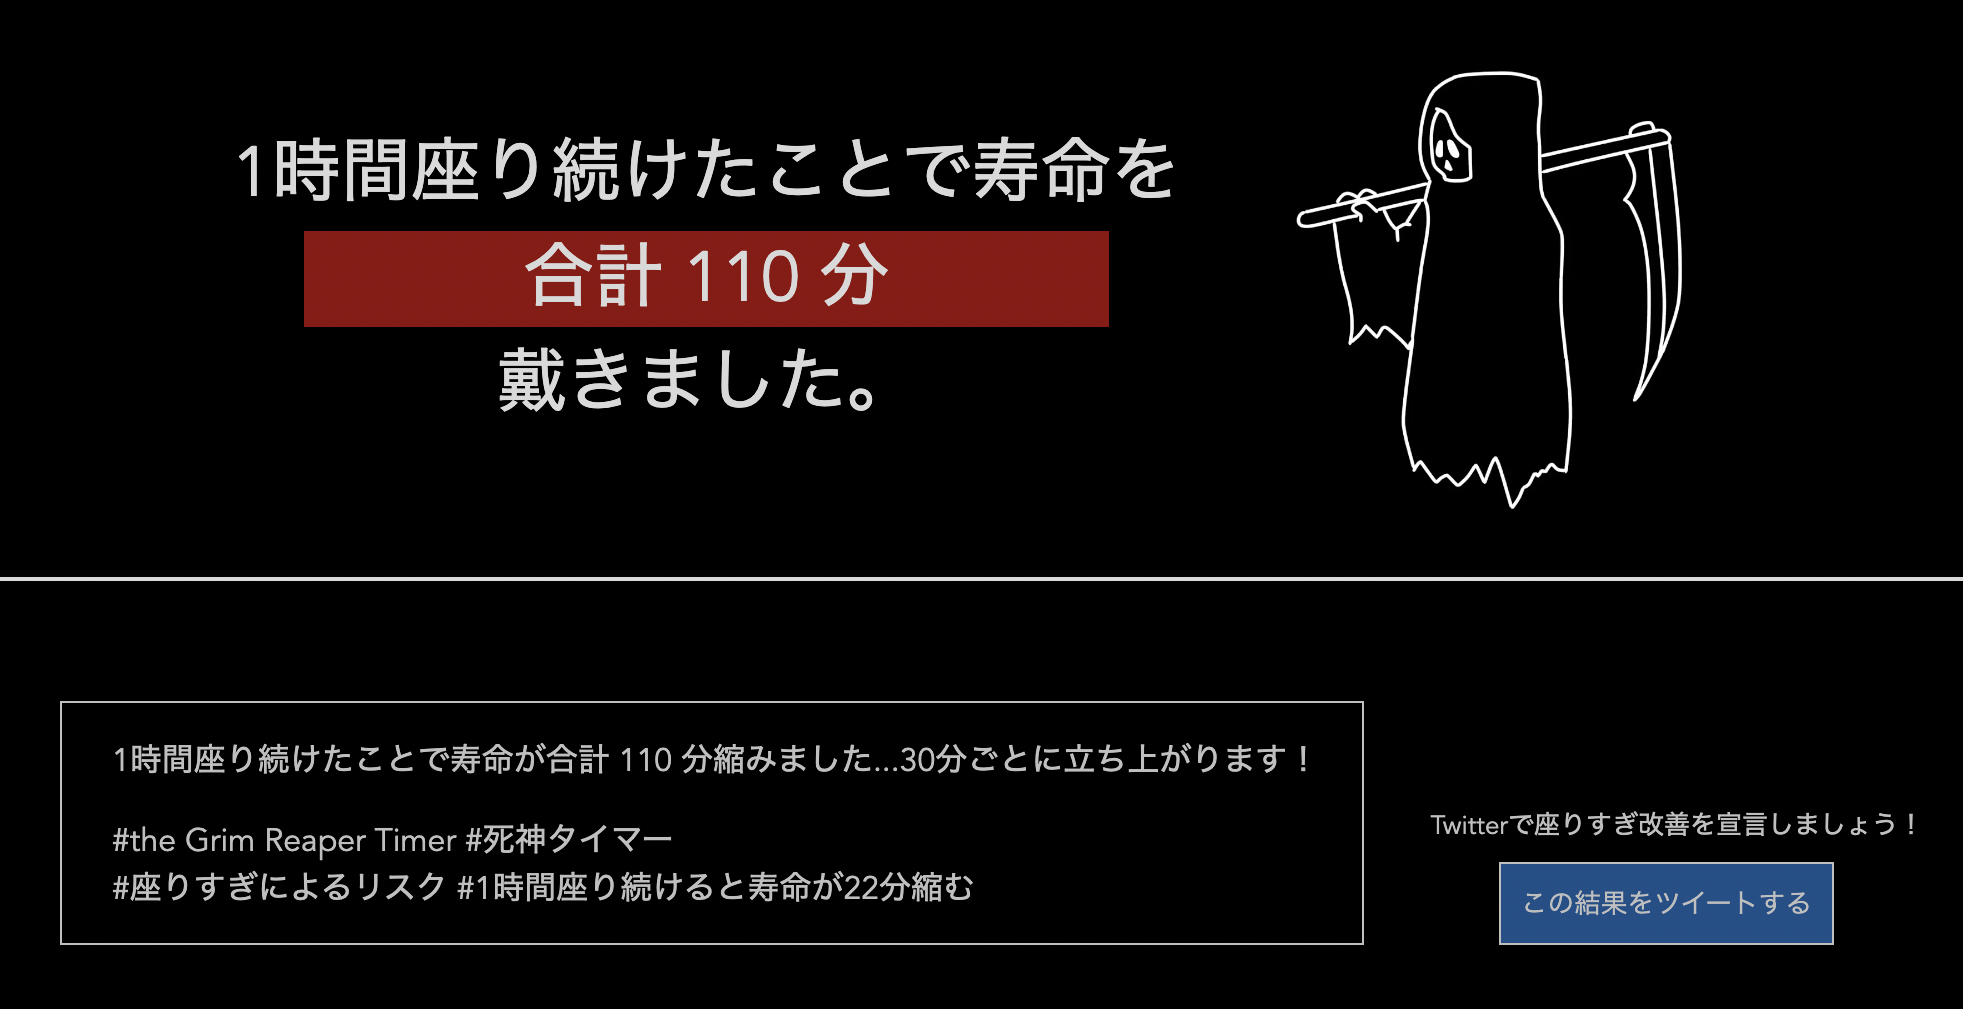 1時間座り続けたことで寿命を
合計 110 分
戴きました。
1時間座り続けたことで寿命が合計 110 分縮みました...30分ごとに立ち上がります！
#the Grim Reaper Timer #死神タイマー
#座りすぎによるリスク #1時間座り続けると寿命が22分縮む
Twitterで座りすぎ改善を宣言しましょう！
この結果をツイートする